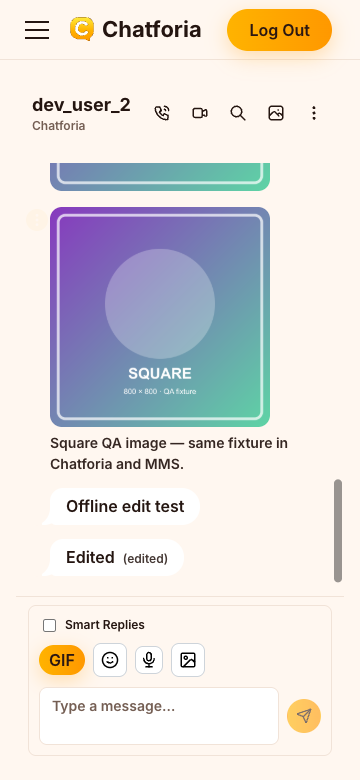 Chatforia
Log Out
dev_user_2
Chatforia
SQUARE
800 × 800 · QA fixture
Square QA image — same fixture in
Chatforia and MMS.
Offline edit test
Edited (edited)
Smart Replies
GIF
Type a message...